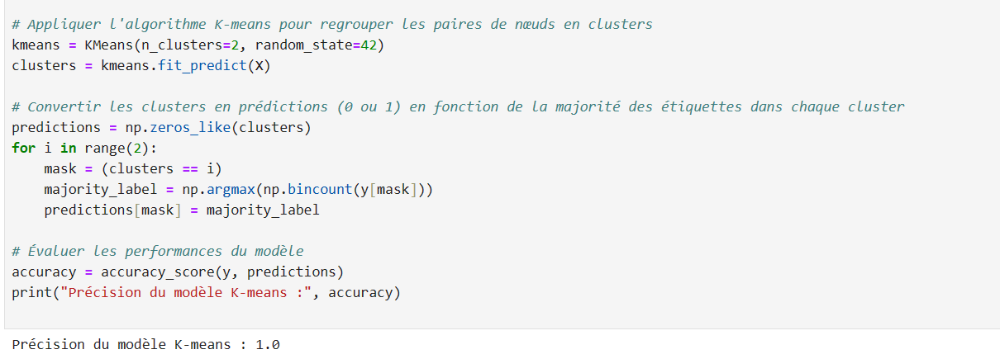 # Appliquer l'algorithme K-means pour regrouper les paires de nœuds en clusters
kmeans = KMeans(n_clusters=2, random_state=42)
clusters = kmeans.fit_predict(X)
# Convertir les clusters en prédictions (0 ou 1) en fonction de la majorité des étiquettes dans chaque cluster
predictions = np.zeros_like(clusters)
for i in range(2):
    mask = (clusters == i)
    majority_label = np.argmax(np.bincount(y[mask]))
    predictions[mask] = majority_label
# Évaluer les performances du modèle
accuracy = accuracy_score(y, predictions)
print("Précision du modèle K-means :", accuracy)
Précision du modèle K-means : 1.0